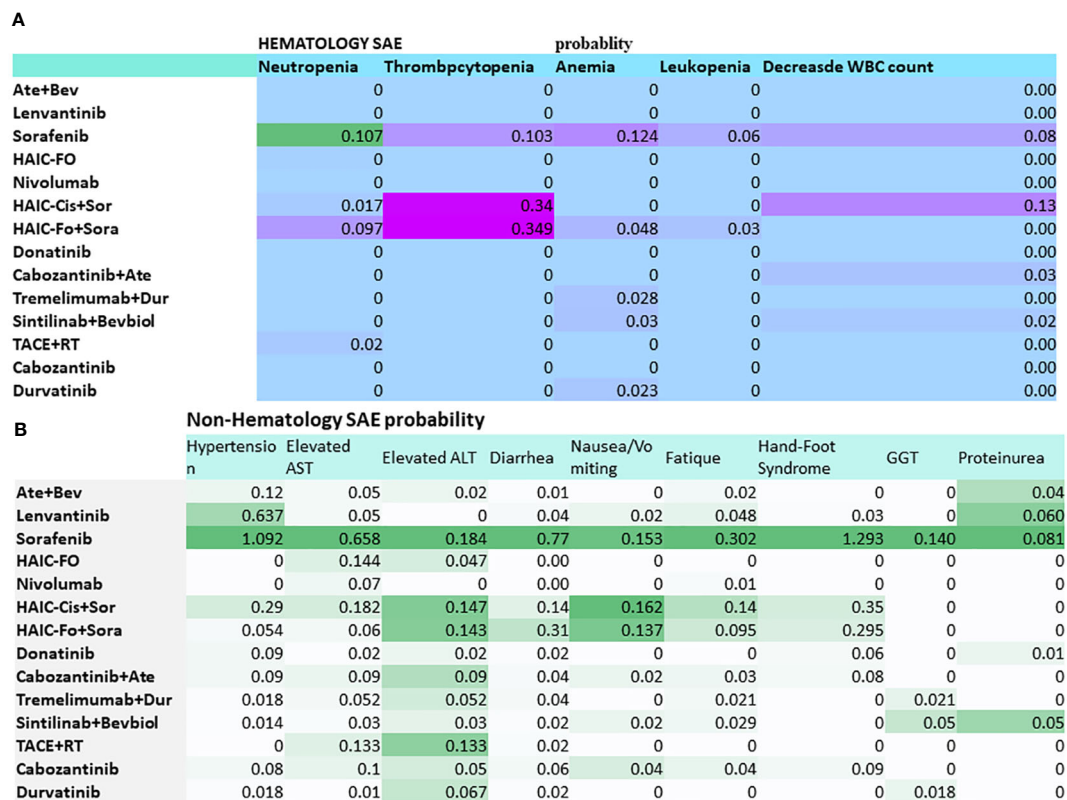 A
HEMATOLOGY SAE probablity
Neutropenia Thrombpcytopenia Anemia Leukopenia Decreasde WBC count
Ate+Bev 0 0 0 0 0.00
Lenvantinib 0 0 0 0 0.00
Sorafenib 0.107 0.103 0.124 0.06 0.08
HAIC-FO 0 0 0 0 0.00
Nivolumab 0 0 0 0 0.00
HAIC-Cis+Sor 0.017 0.34 0 0 0.13
HAIC-Fo+Sora 0.097 0.349 0.048 0.03 0.00
Donatinib 0 0 0 0 0.00
Cabozantinib+Ate 0 0 0 0 0.03
Tremelimumab+Dur 0 0 0.028 0 0.00
Sintilinab+Bevbiol 0 0 0.03 0 0.02
TACE+RT 0.02 0 0 0 0.00
Cabozantinib 0 0 0 0 0.00
Durvatinib 0 0 0.023 0 0.00
B
Non-Hematology SAE probability
Hypertensio Elevated Nausea/Vo Hand-Foot
Elevated ALT Diarrhea Fatique GGT Proteinurea
n AST miting Syndrome
Ate+Bev 0.12 0.05 0.02 0.01 0 0.02 0 0 0.04
Lenvantinib 0.637 0.05 0 0.04 0.02 0.048 0.03 0 0.060
Sorafenib 1.092 0.658 0.184 0.77 0.153 0.302 1.293 0.140 0.081
HAIC-FO 0 0.144 0.047 0.00 0 0 0 0 0
Nivolumab 0 0.07 0 0.00 0 0.01 0 0 0
HAIC-Cis+Sor 0.29 0.182 0.147 0.14 0.162 0.14 0.35 0 0
HAIC-Fo+Sora 0.054 0.06 0.143 0.31 0.137 0.095 0.295 0 0
Donatinib 0.09 0.02 0.02 0.02 0 0 0.06 0 0.01
Cabozantinib+Ate 0.09 0.09 0.09 0.04 0.02 0.03 0.08 0 0
Tremelimumab+Dur 0.018 0.052 0.052 0.04 0 0.021 0 0.021 0
Sintilinab+Bevbiol 0.014 0.03 0.03 0.02 0.02 0.029 0 0.05 0.05
TACE+RT 0 0.133 0.133 0.02 0 0 0 0 0
Cabozantinib 0.08 0.1 0.05 0.06 0.04 0.04 0.09 0 0
Durvatinib 0.018 0.01 0.067 0.02 0 0 0 0.018 0